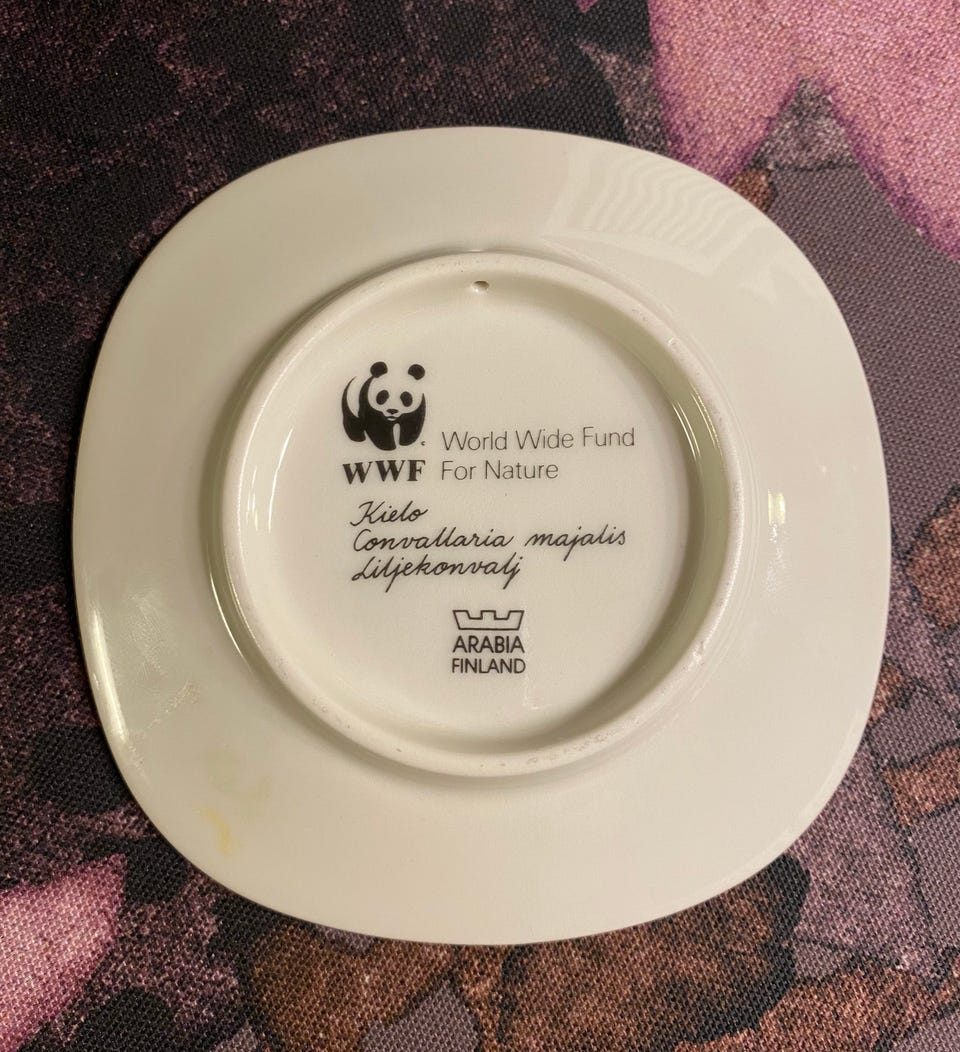 World Wide Fund
WWF For Nature
Kielo
Convallaria majalis
Liljekonvalj
ARABIA
FINLAND